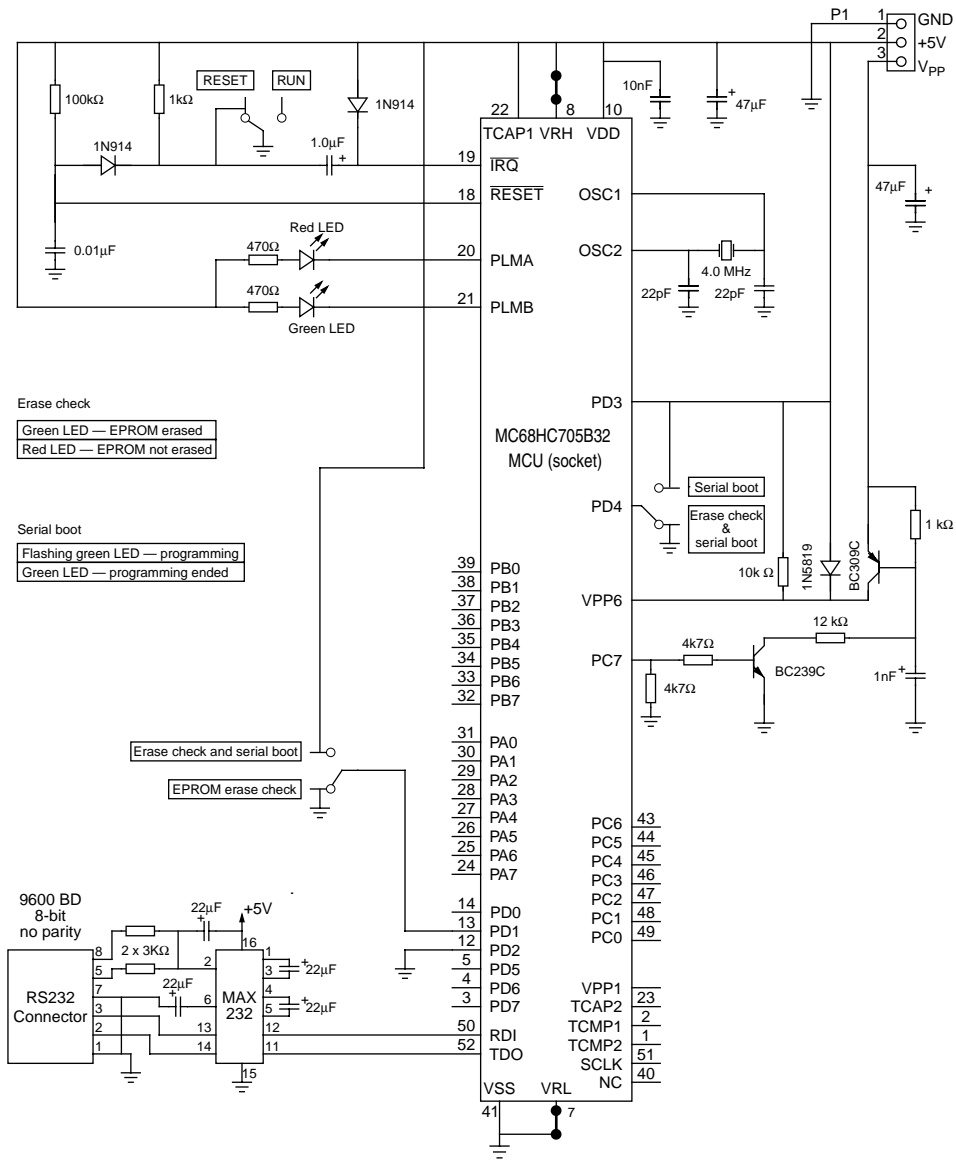 P1
1
GND
2
+5V
3
VPP
RESET
RUN
100kΩ
1kΩ
1N914
10nF
47µF
22
8
10
TCAP1
VRH
VDD
1N914
1.0µF
+
19
IRQ
18
RESET
OSC1
47µF
+
0.01µF
Red LED
470Ω
20
PLMA
OSC2
4.0 MHz
22pF
22pF
470Ω
21
PLMB
Green LED
Erase check
Green LED — EPROM erased
Red LED — EPROM not erased
PD3
MC68HC705B32
MCU (socket)
Serial boot
PD4
Erase check
&
serial boot
1 kΩ
Serial boot
Flashing green LED — programming
Green LED — programming ended
10k Ω
1N5819
BC309C
VPP6
12 kΩ
PC7
4k7Ω
4k7Ω
BC239C
1nF
+
39
PB0
38
PB1
37
PB2
36
PB3
35
PB4
34
PB5
33
PB6
32
PB7
31
PA0
30
PA1
29
PA2
28
PA3
27
PA4
26
PA5
25
PA6
24
PA7
Erase check and serial boot
EPROM erase check
PC6
43
PC5
44
PC4
45
PC3
46
PC2
47
PC1
48
PC0
49
14
PD0
13
PD1
12
PD2
5
PD5
4
PD6
3
PD7
50
RDI
52
TDO
VPP1
TCAP2
23
TCMP1
2
TCMP2
1
SCLK
51
NC
40
VSS
VRL
41
7
9600 BD
8-bit
no parity
22µF
+
+5V
8
2 x 3KΩ
5
7
3
2
1
RS232
Connector
22µF
+
16
2
6
13
14
MAX
232
1
3
4
5
12
11
15
+
22µF
+
22µF